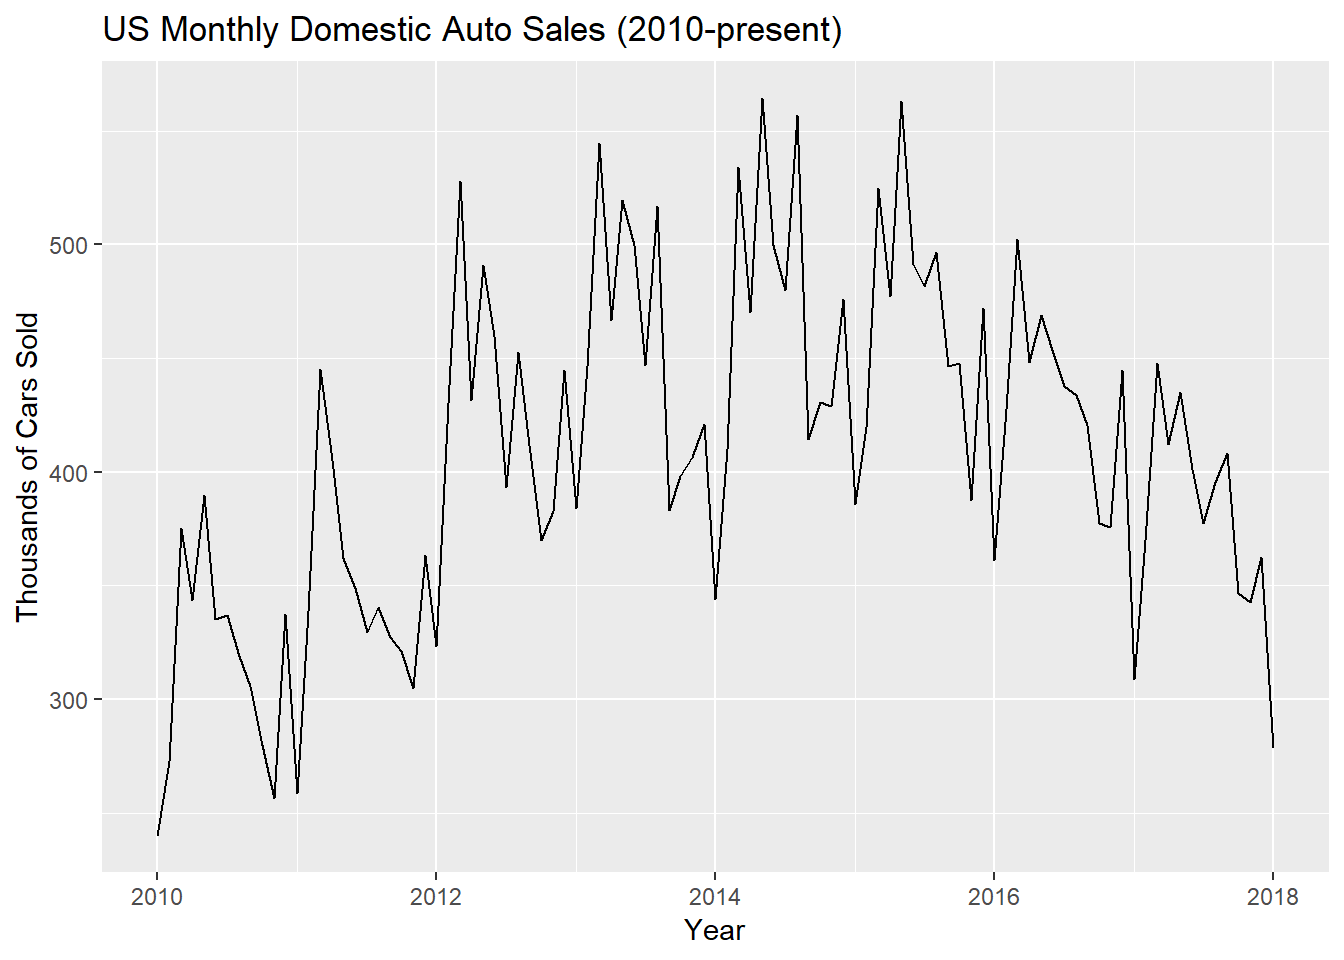 US Monthly Domestic Auto Sales (2010-present)
Thousands of Cars Sold
500
400
300
2010 2012 2014 2016 2018
Year